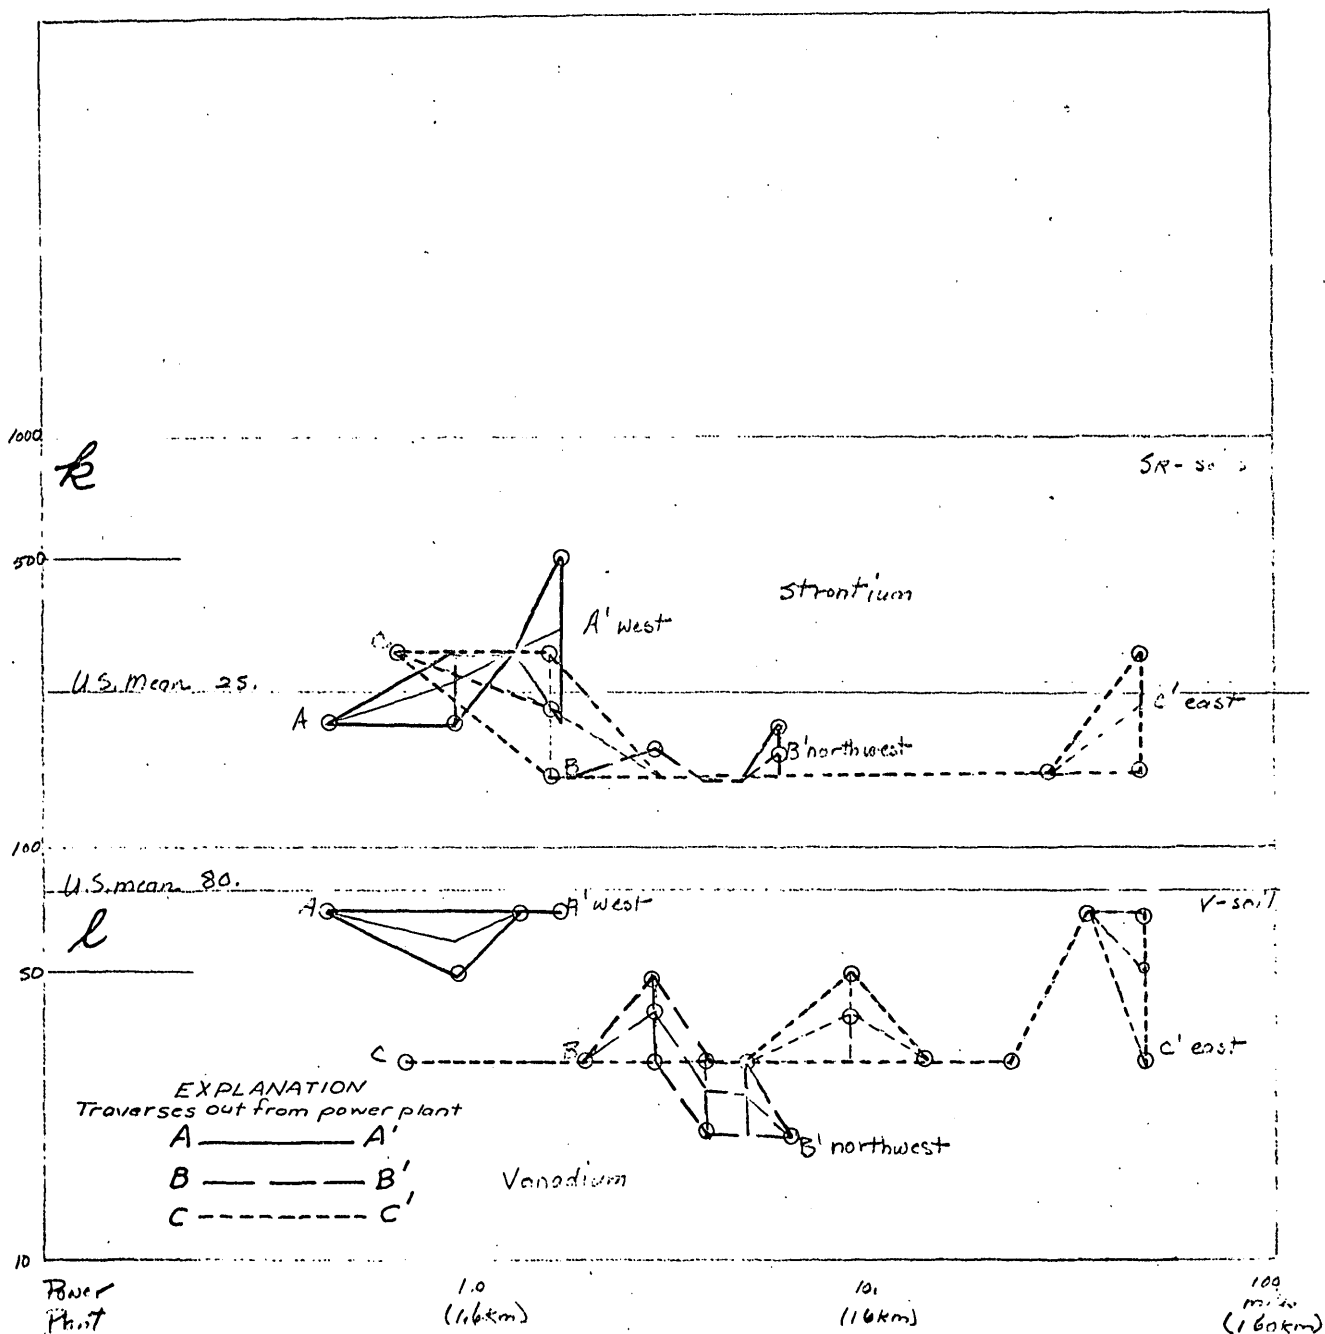 1000
k
500
Strontium
A' west
C
U.S. Mean 25.
A
C' east
B
B' northwest
100
U.S. mean 80.
A
A' west
l
V-soil
50
C
B
C' east
EXPLANATION
Traverses out from power plant
A A'
B B'
C C'
B' northwest
Vanadium
10
Power
Plant
1.0
(1.6km)
10.
(16km)
100
(160km)